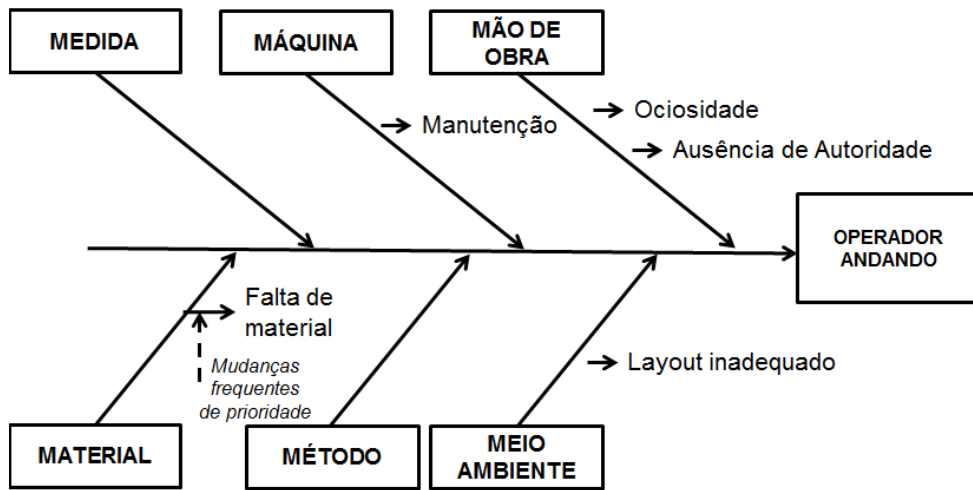 MEDIDA
MÁQUINA
MÃO DE
OBRA
Manutenção
Ociosidade
Ausência de Autoridade
OPERADOR
ANDANDO
Falta de
material
Mudanças
frequentes
de prioridade
Layout inadequado
MATERIAL
MÉTODO
MEIO
AMBIENTE